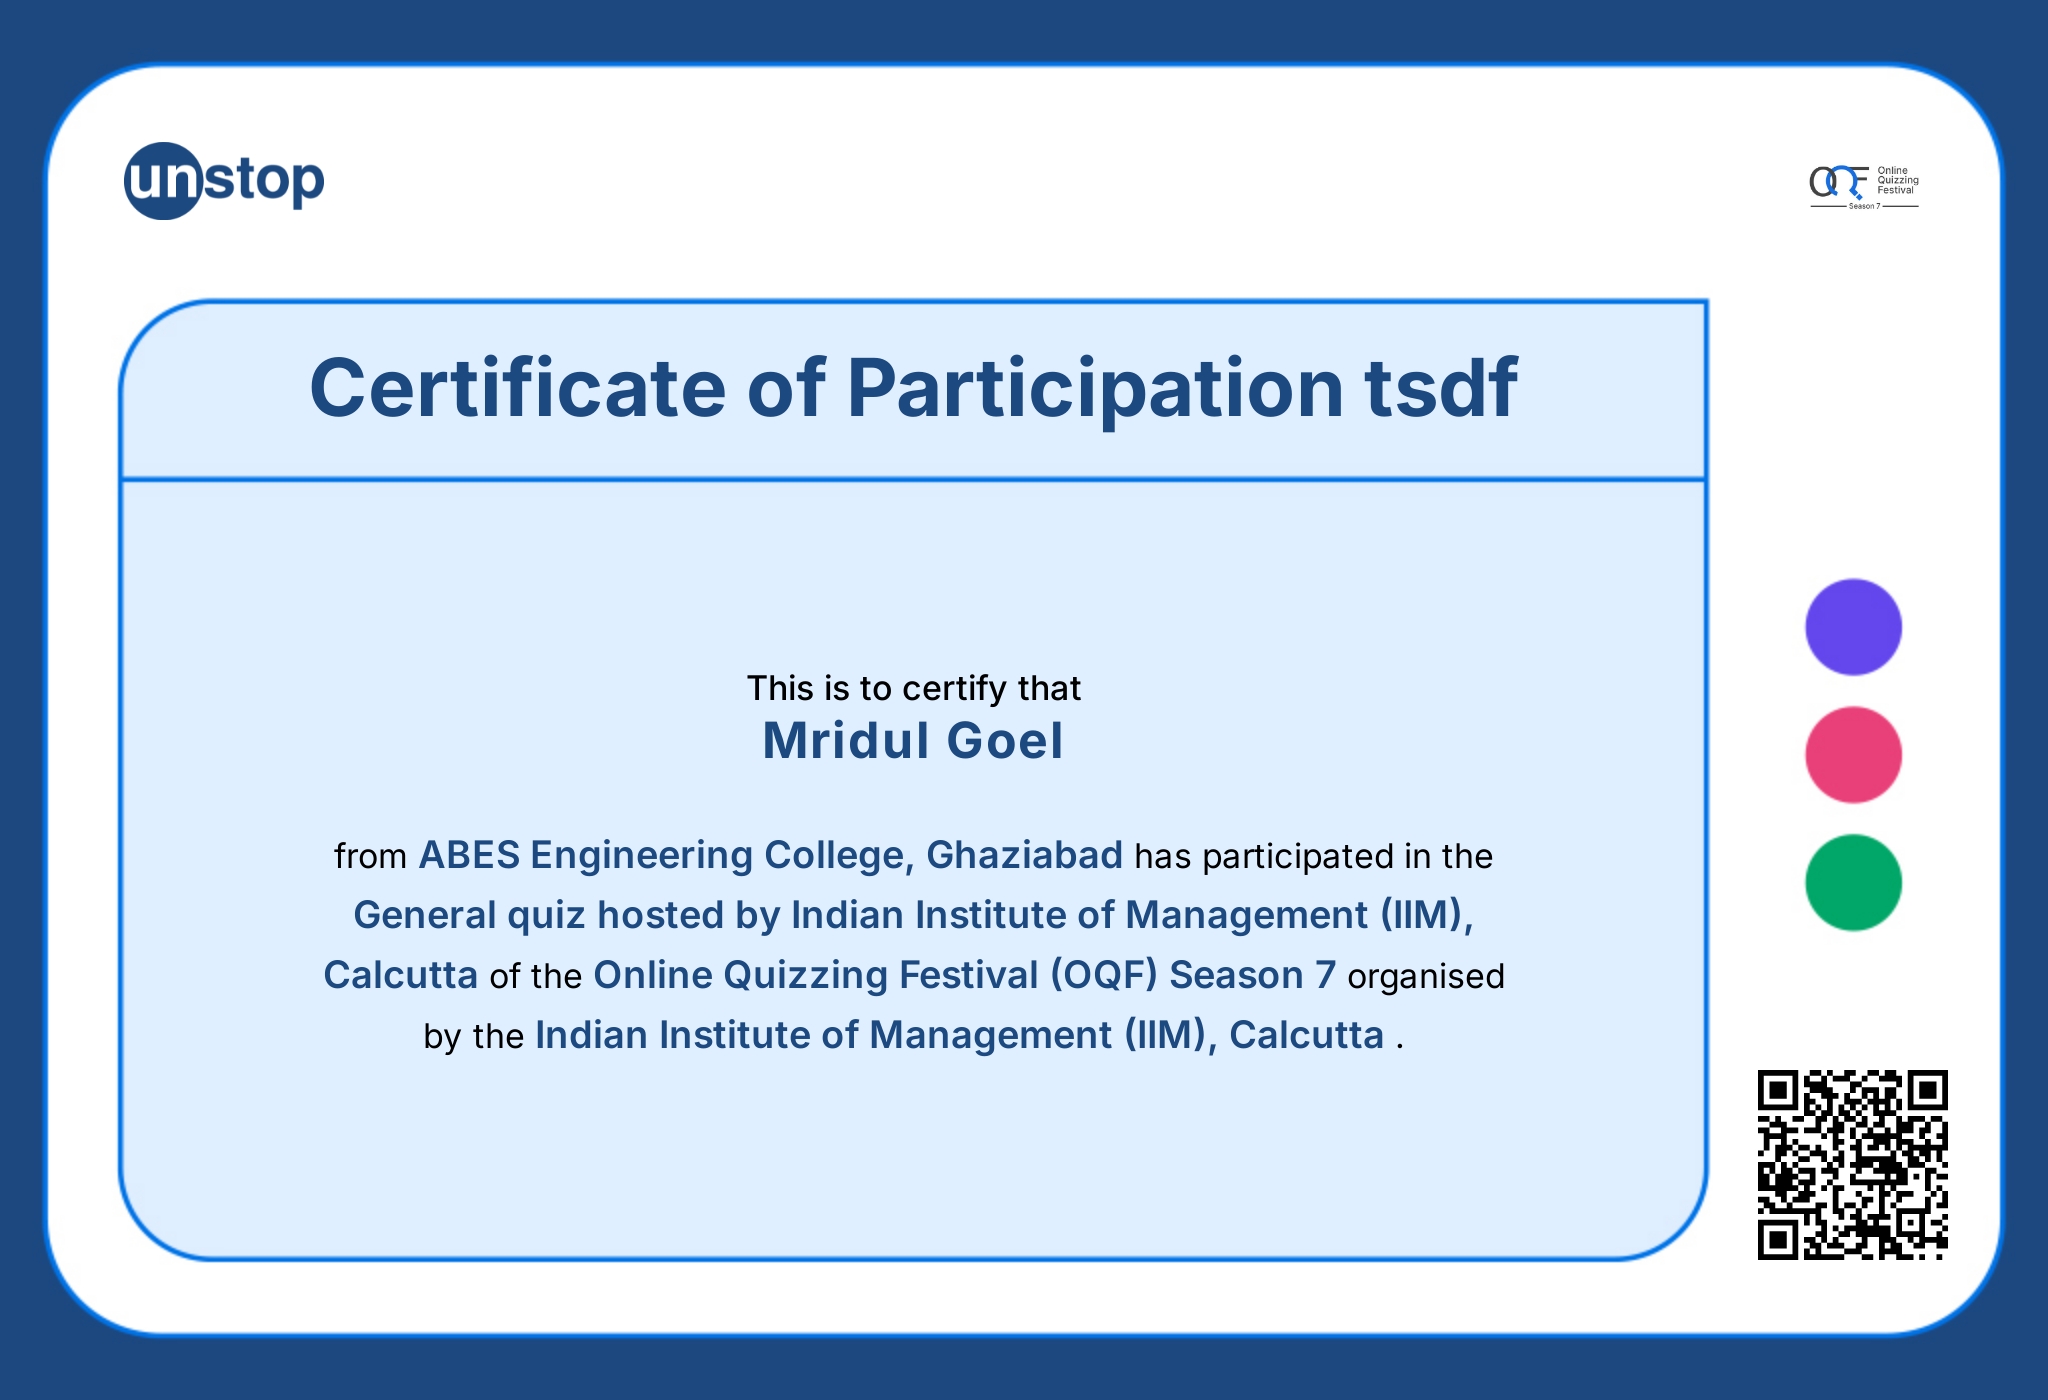 unstop
OQF Online
Quizzing
Festival
Season 7
Certificate of Participation tsdf
This is to certify that
Mridul Goel
from ABES Engineering College, Ghaziabad has participated in the
General quiz hosted by Indian Institute of Management (IIM),
Calcutta of the Online Quizzing Festival (OQF) Season 7 organised
by the Indian Institute of Management (IIM), Calcutta .